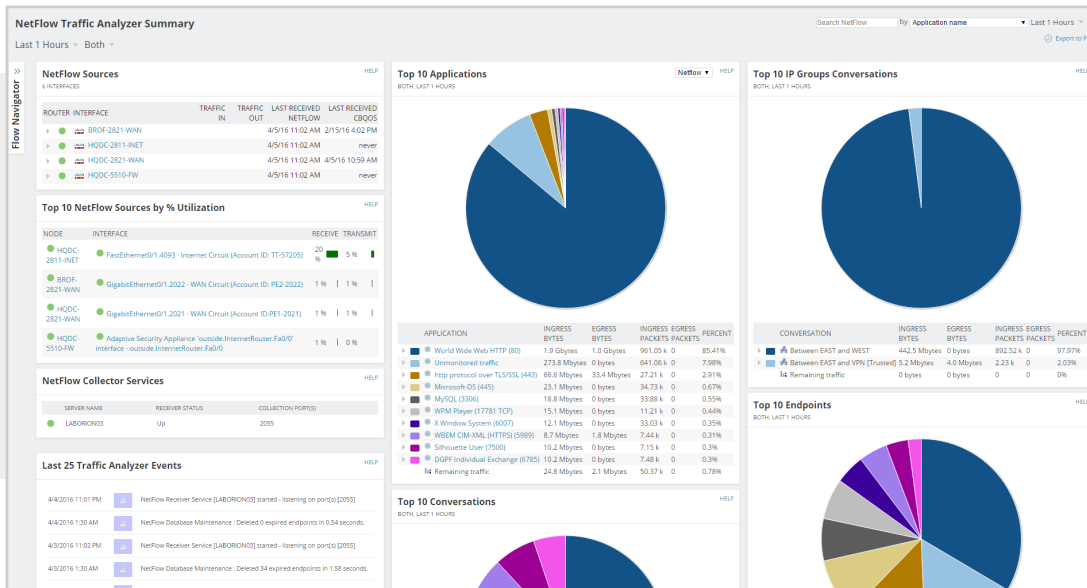 NetFlow Traffic Analyzer Summary
Search NetFlow by Application name Last 1 Hours
Last 1 Hours Both
Export to P
Flow Navigator
NetFlow Sources HELP
6 INTERFACES
ROUTER INTERFACE TRAFFIC IN TRAFFIC OUT LAST RECEIVED NETFLOW LAST RECEIVED CBQOS
BROF-2821-WAN 4/5/16 11:02 AM 2/15/16 4:02 PM
HQDC-2811-INET 4/5/16 11:02 AM never
HQDC-2821-WAN 4/5/16 11:02 AM 4/5/16 10:59 AM
HQDC-5510-FW 4/5/16 11:02 AM never
Top 10 NetFlow Sources by % Utilization HELP
NODE INTERFACE RECEIVE TRANSMIT
HQDC-2811-INET FastEthernet0/1.4093 - Internet Circuit (Account ID: TT-57205) 20 % 5 %
BROF-2821-WAN GigabitEthernet0/1.2022 - WAN Circuit (Account ID: PE2-2022) 1 % 1 %
HQDC-2821-WAN GigabitEthernet0/1.2021 - WAN Circuit (Account ID:PE1-2021) 1 % 1 %
HQDC-5510-FW Adaptive Security Appliance 'outside.InternetRouter.Fa0/0' interface - outside.InternetRouter.Fa0/0 1 % 0 %
NetFlow Collector Services HELP
SERVER NAME RECEIVER STATUS COLLECTION PORT(S)
LABORION03 Up 2055
Last 25 Traffic Analyzer Events HELP
4/4/2016 11:01 PM NetFlow Receiver Service [LABORION03] started - listening on port(s) [2055]
4/4/2016 1:30 AM NetFlow Database Maintenance : Deleted 0 expired endpoints in 0.54 seconds.
4/3/2016 11:02 PM NetFlow Receiver Service [LABORION03] started - listening on port(s) [2055]
4/3/2016 1:30 AM NetFlow Database Maintenance : Deleted 34 expired endpoints in 1.58 seconds.
Top 10 Applications Netflow HELP
BOTH, LAST 1 HOURS
APPLICATION INGRESS BYTES EGRESS BYTES INGRESS PACKETS EGRESS PACKETS PERCENT
World Wide Web HTTP (80) 1.9 Gbytes 1.0 Gbytes 961.05 k 0 85.41%
Unmonitored traffic 273.8 Mbytes 0 bytes 641.06 k 0 7.98%
http protocol over TLS/SSL (443) 66.6 Mbytes 33.4 Mbytes 27.21 k 0 2.91%
Microsoft-DS (445) 23.1 Mbytes 0 bytes 34.73 k 0 0.67%
MySQL (3306) 18.8 Mbytes 0 bytes 33.88 k 0 0.55%
WPM Player (17781 TCP) 15.1 Mbytes 0 bytes 11.21 k 0 0.44%
X Window System (6007) 12.1 Mbytes 0 bytes 33.03 k 0 0.35%
WBEM CIM-XML (HTTPS) (5989) 8.7 Mbytes 1.8 Mbytes 7.44 k 0 0.31%
Silhouette User (7500) 10.2 Mbytes 0 bytes 7.15 k 0 0.3%
DGPF Individual Exchange (6785) 10.2 Mbytes 0 bytes 7.48 k 0 0.3%
Remaining traffic 24.8 Mbytes 2.1 Mbytes 50.37 k 0 0.78%
Top 10 Conversations HELP
BOTH, LAST 1 HOURS
Top 10 IP Groups Conversations HEL
BOTH, LAST 1 HOURS
CONVERSATION INGRESS BYTES EGRESS BYTES INGRESS PACKETS EGRESS PACKETS PERCENT
Between EAST and WEST 442.5 Mbytes 0 bytes 892.52 k 0 97.97%
Between EAST and VPN [Trusted] 5.2 Mbytes 4.0 Mbytes 2.23 k 0 2.03%
Remaining traffic 0 bytes 0 bytes 0 0 0%
Top 10 Endpoints HEL
BOTH, LAST 1 HOURS